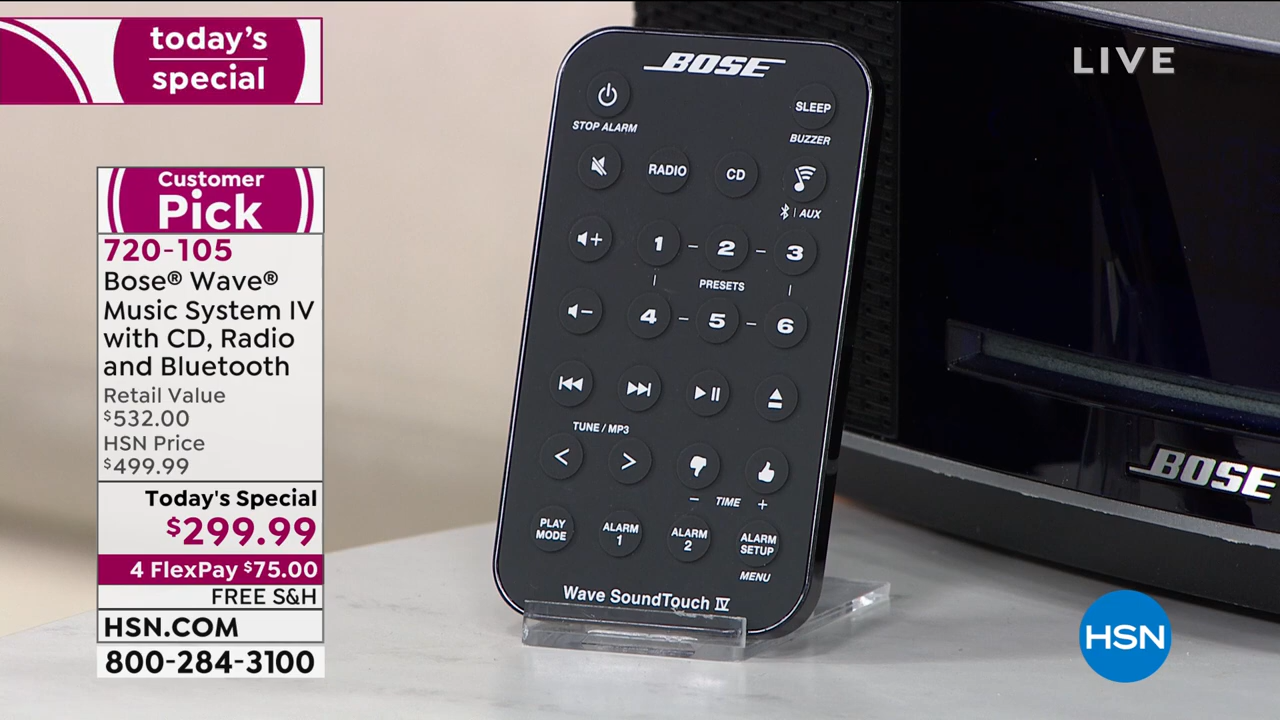 today's
special
Customer
Pick
720-105
Bose® Wave®
Music System IV
with CD, Radio
and Bluetooth
Retail Value
$532.00
HSN Price
$499.99
Today's Special
$299.99
4 FlexPay $75.00
FREE S&H
HSN.COM
800-284-3100
LIVE
BOSE
SLEEP
STOP ALARM
BUZZER
RADIO CD
| AUX
1 - 2 - 3
PRESETS
4 - 5 - 6
TUNE / MP3
< >
- TIME +
PLAY
MODE
ALARM
1
ALARM
2
ALARM
SETUP
MENU
Wave SoundTouch IV
BOSE
HSN